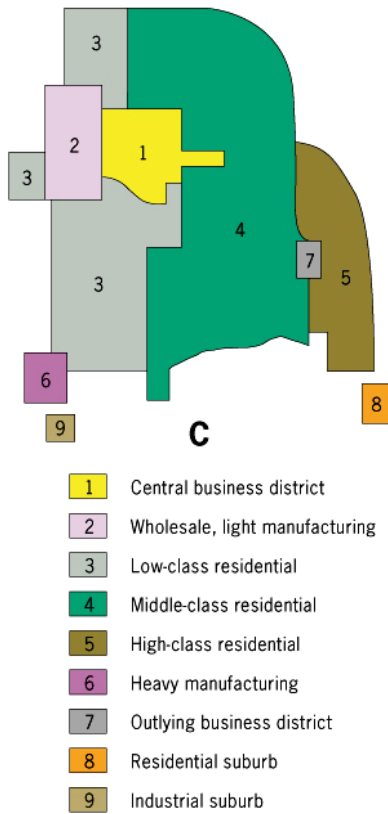 3
2
1
3
4
3
7
5
6
8
9
C
1 Central business district
2 Wholesale, light manufacturing
3 Low-class residential
4 Middle-class residential
5 High-class residential
6 Heavy manufacturing
7 Outlying business district
8 Residential suburb
9 Industrial suburb